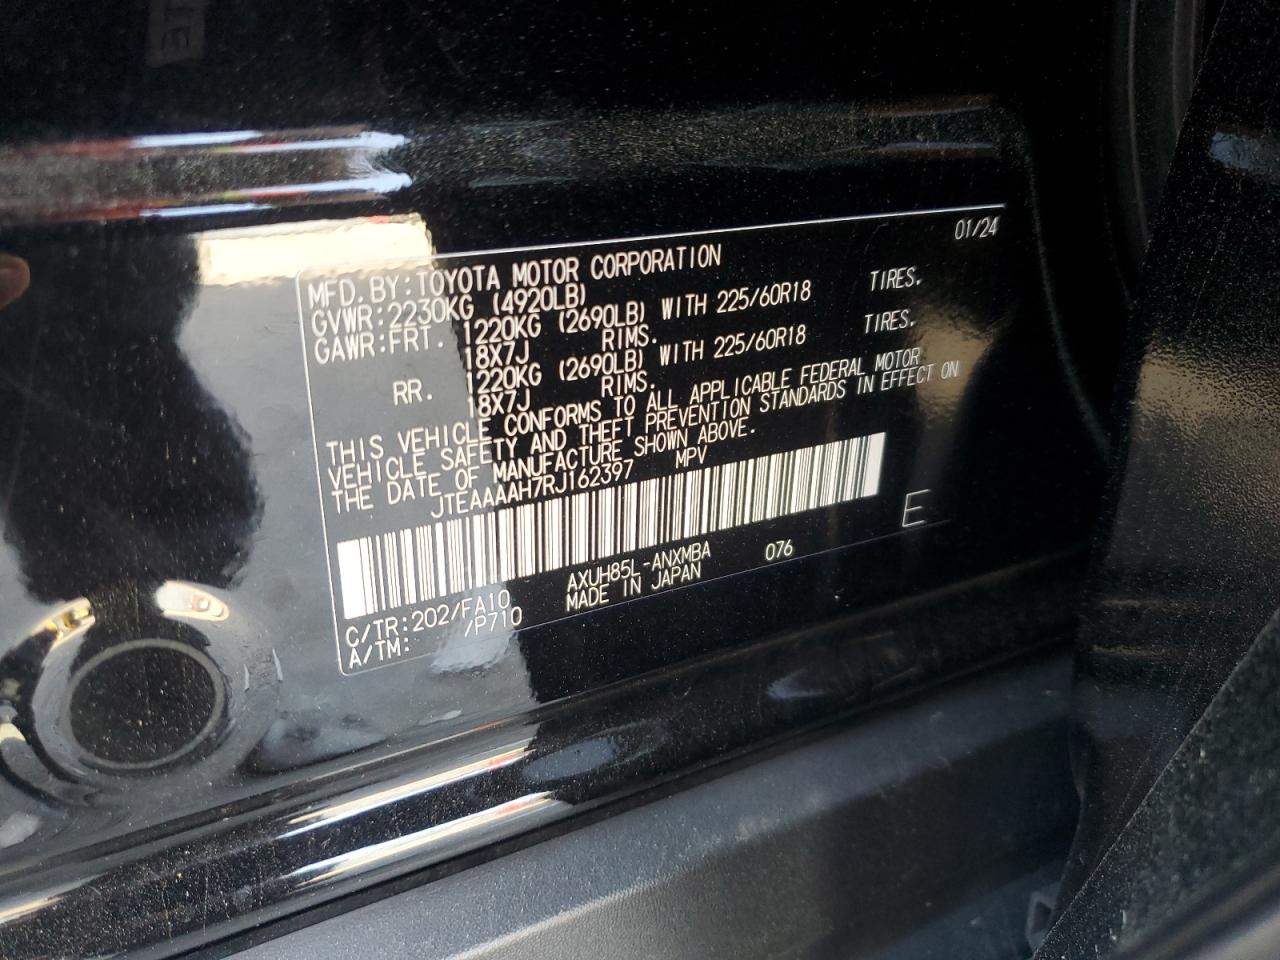 01/24
MFD. BY: TOYOTA MOTOR CORPORATION
GVWR: 2230KG (4920LB)
GAWR: FRT. 1220KG (2690LB) WITH 225/60R18 TIRES.
18X7J RIMS.
RR. 1220KG (2690LB) WITH 225/60R18 TIRES.
18X7J RIMS.
THIS VEHICLE CONFORMS TO ALL APPLICABLE FEDERAL MOTOR
VEHICLE SAFETY AND THEFT PREVENTION STANDARDS IN EFFECT ON
THE DATE OF MANUFACTURE SHOWN ABOVE.
JTEAAAAH7RJ162397 MPV
E
C/TR: 202/FA10 AXUH85L-ANXMBA 076
A/TM: /P710 MADE IN JAPAN